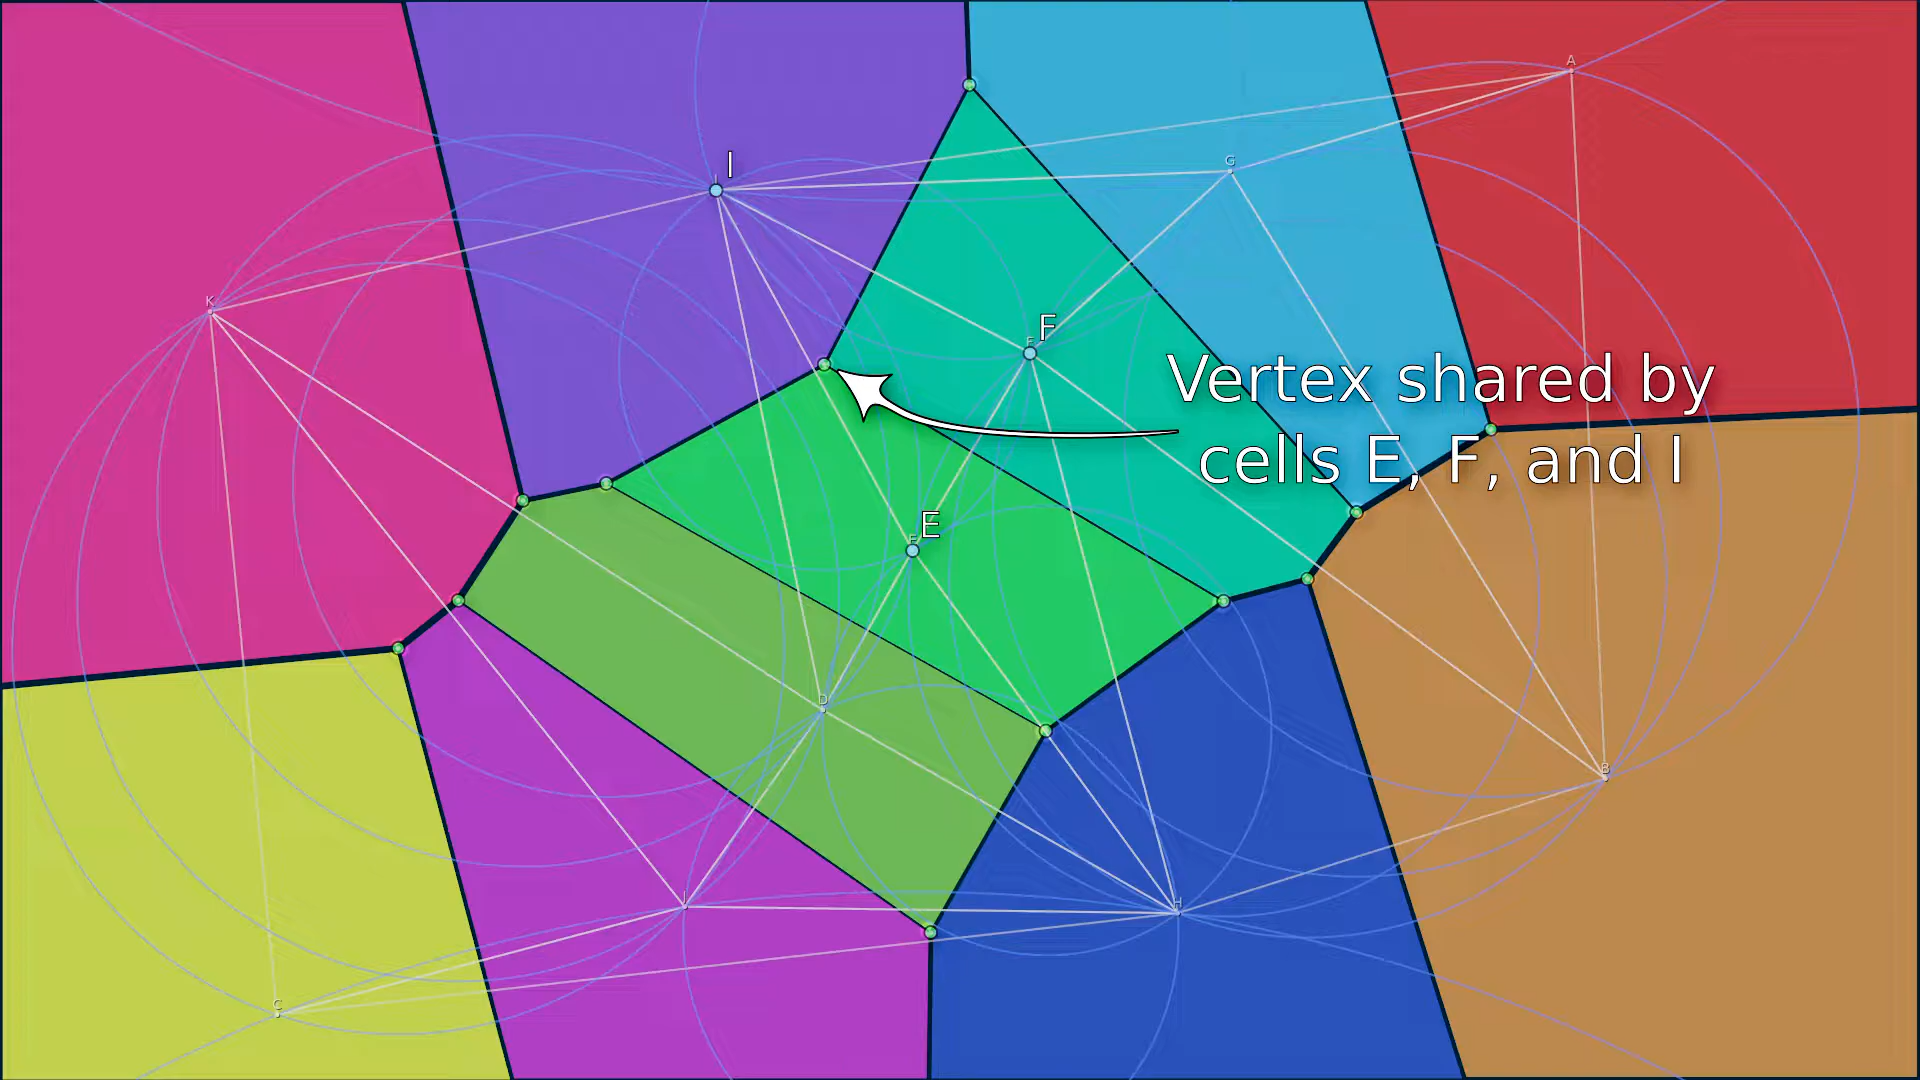 A
I
G
K
F
F
Vertex shared by
cells E, F, and I
E
E
D
B
J
H
C